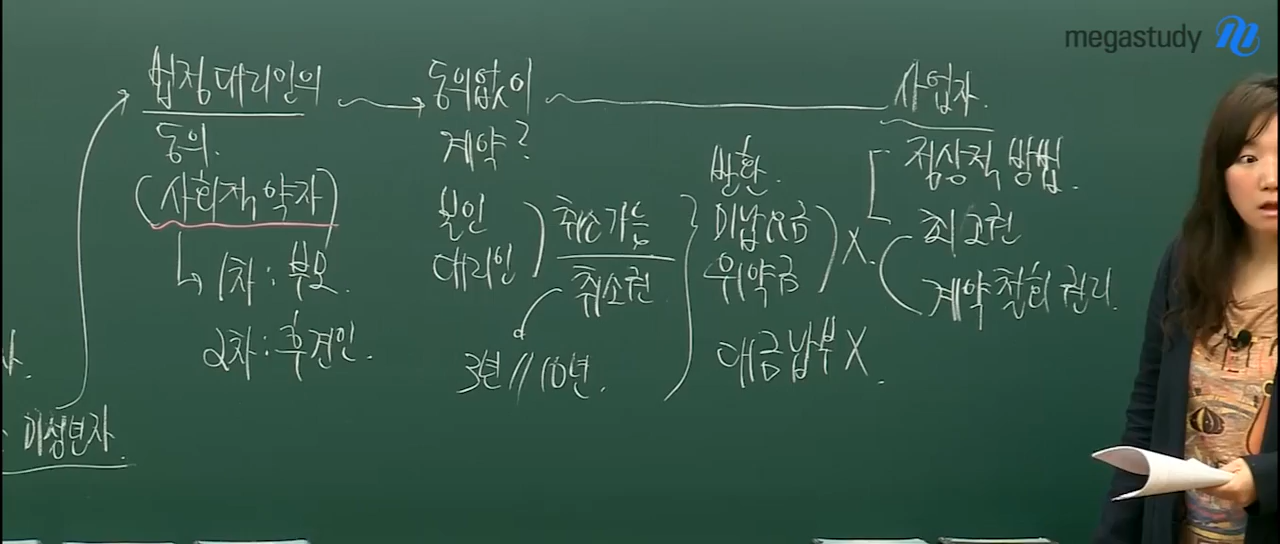 megastudy
법정대리인의
동의.
(사회적 약자)
1차 : 부모.
2차 : 후견인.
미성년자.
동의없이
계약?
본인
대리인
취소가능
취소권
3년 // 10년.
반환.
미납요금
위약금
X.
대금납부 X.
사업자.
정상적 방법.
최고권
계약철회 권리.